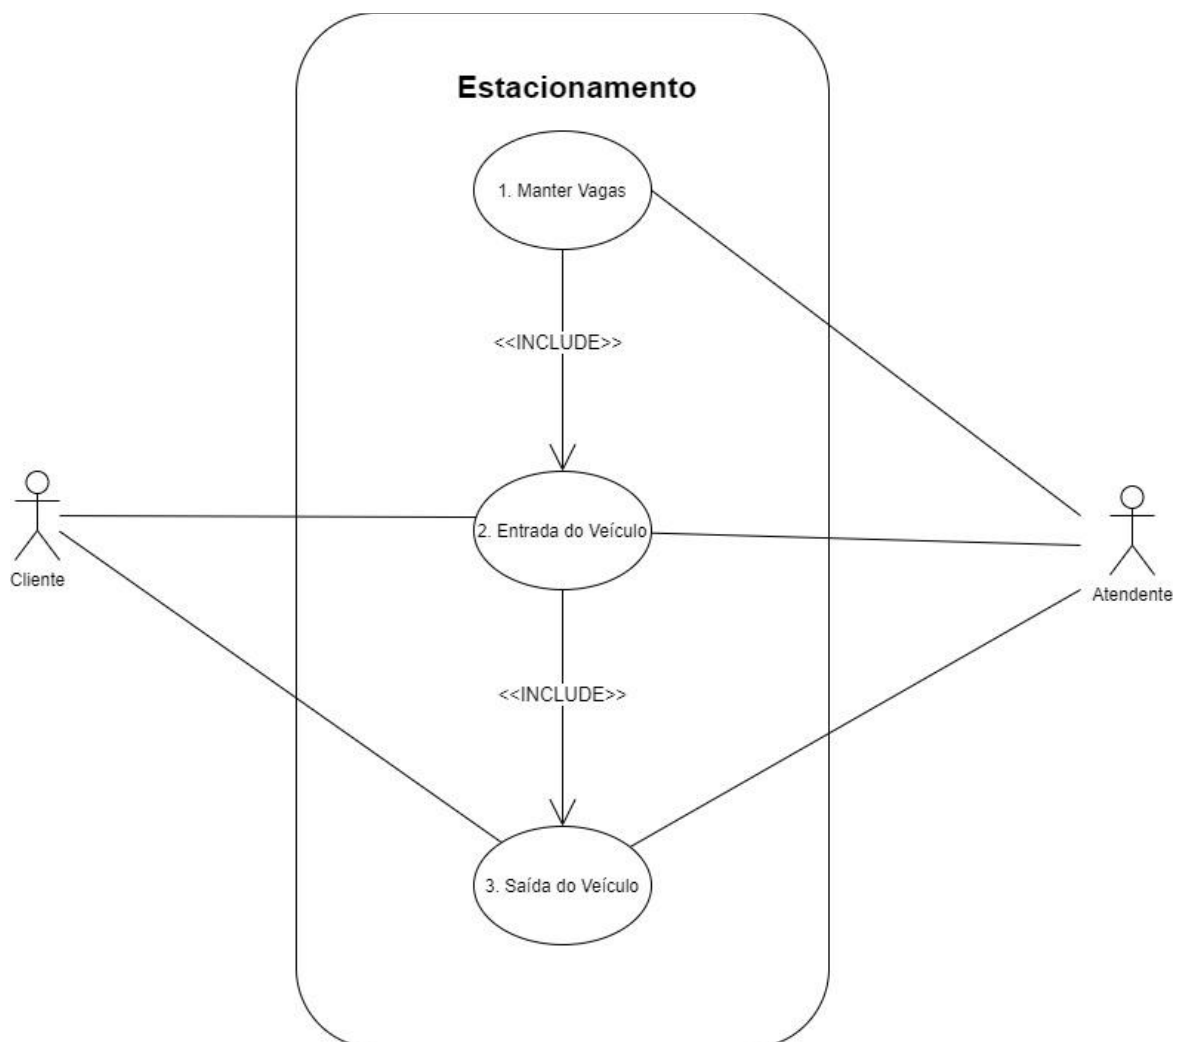 Estacionamento
1. Manter Vagas
<<INCLUDE>>
2. Entrada do Veículo
Cliente
Atendente
<<INCLUDE>>
3. Saída do Veículo